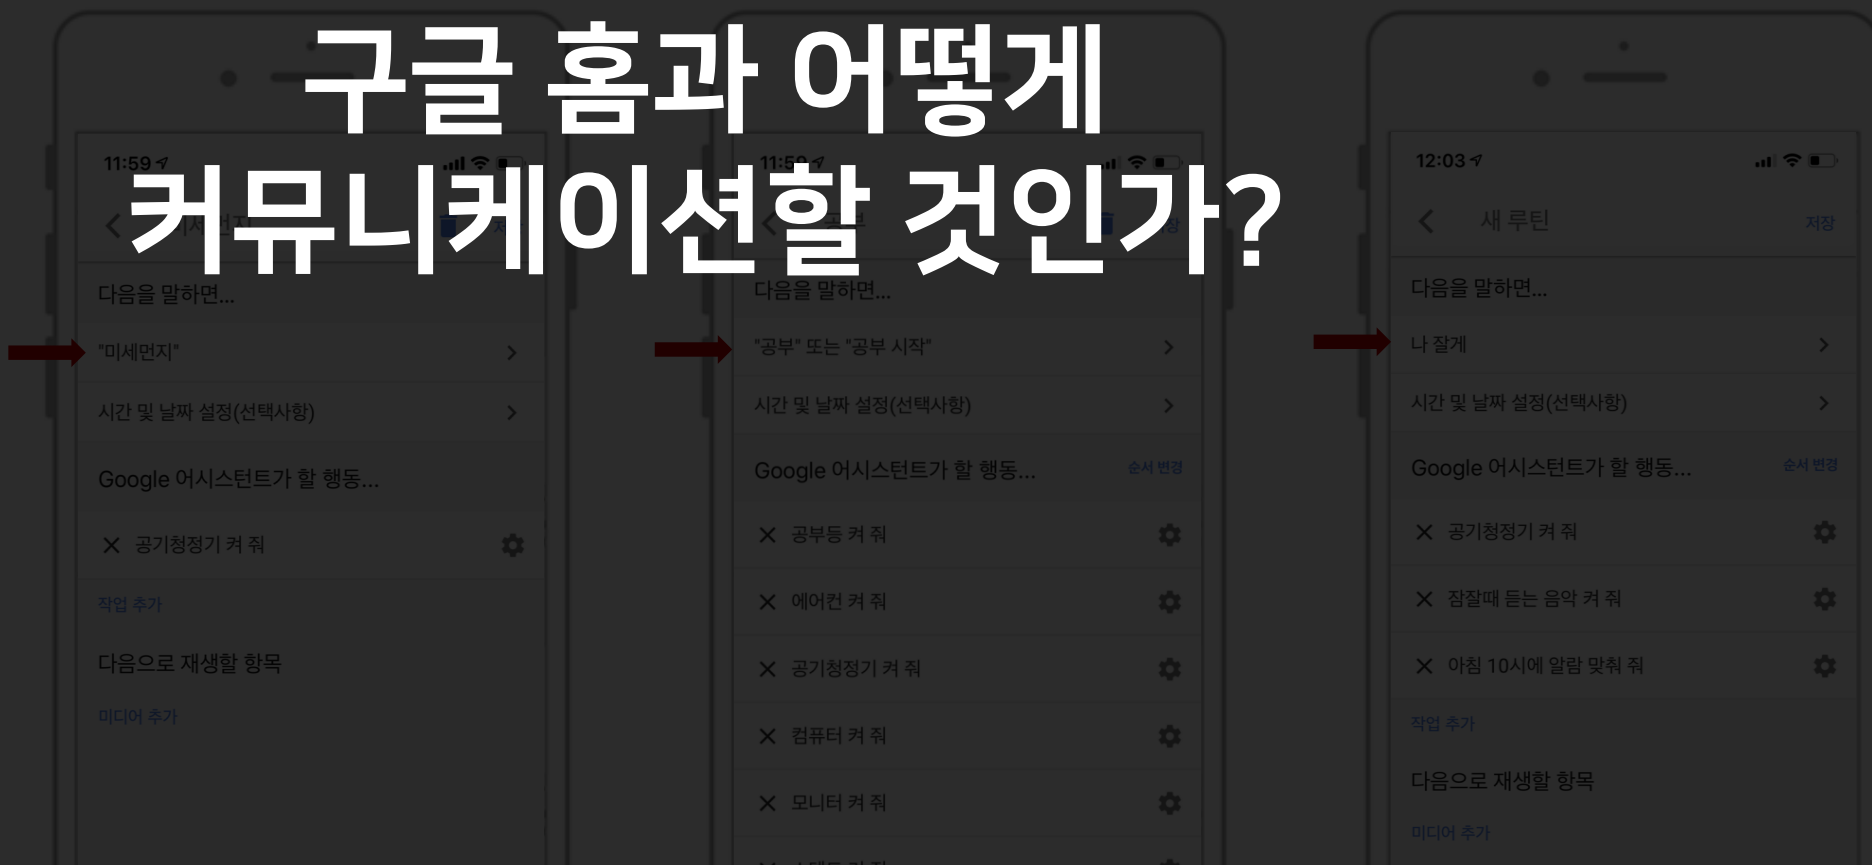 구글 홈과 어떻게
커뮤니케이션할 것인가?
11:59
미세먼지
다음을 말하면...
"미세먼지"
시간 및 날짜 설정(선택사항)
Google 어시스턴트가 할 행동...
공기청정기 켜 줘
작업 추가
다음으로 재생할 항목
미디어 추가
11:59
공부
다음을 말하면...
"공부" 또는 "공부 시작"
시간 및 날짜 설정(선택사항)
Google 어시스턴트가 할 행동... 순서 변경
공부등 켜 줘
에어컨 켜 줘
공기청정기 켜 줘
컴퓨터 켜 줘
모니터 켜 줘
12:03
새 루틴 저장
다음을 말하면...
나 잘게
시간 및 날짜 설정(선택사항)
Google 어시스턴트가 할 행동... 순서 변경
공기청정기 켜 줘
잠잘때 듣는 음악 켜 줘
아침 10시에 알람 맞춰 줘
작업 추가
다음으로 재생할 항목
미디어 추가